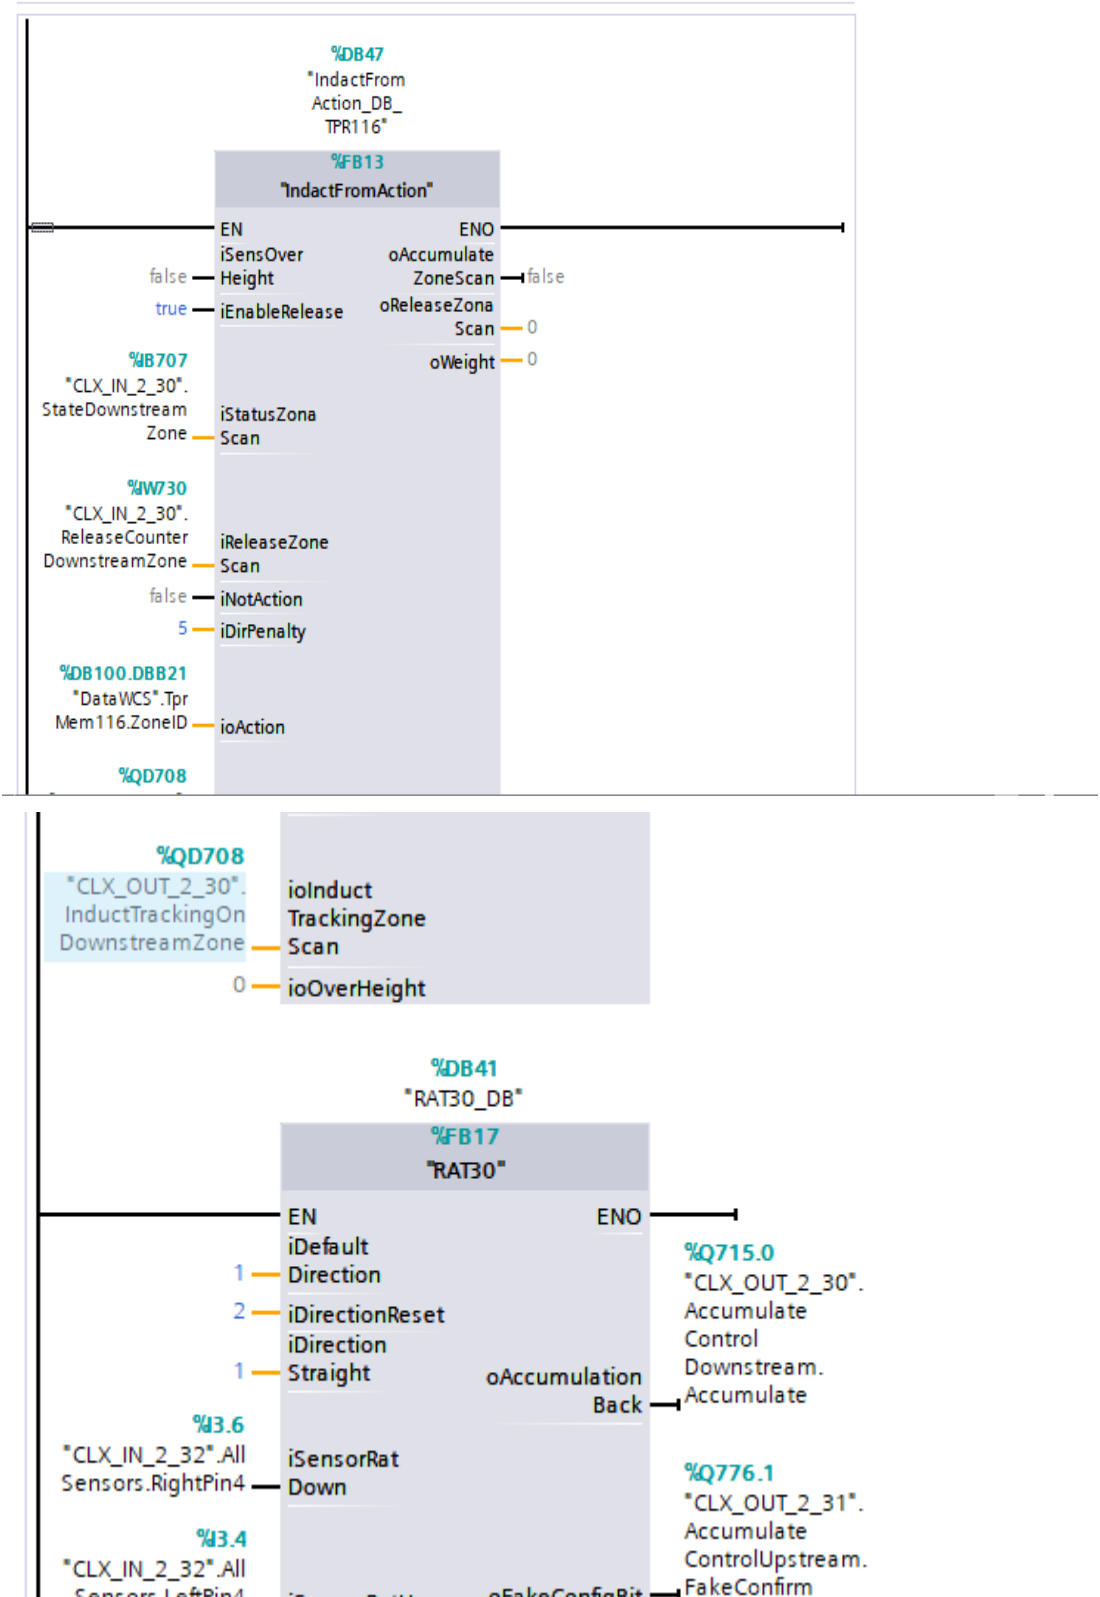 %DB47
"IndactFrom
Action_DB_
TPR116"
%FB13
"IndactFromAction"
EN ENO
iSensOver oAccumulate
false Height ZoneScan false
true iEnableRelease oReleaseZona
Scan 0
oWeight 0
%IB707
"CLX_IN_2_30".
StateDownstream iStatusZona
Zone Scan
%IW730
"CLX_IN_2_30".
ReleaseCounter iReleaseZone
DownstreamZone Scan
false iNotAction
5 iDirPenalty
%DB100.DBB21
"DataWCS".Tpr
Mem116.ZoneID ioAction
%QD708
%QD708
"CLX_OUT_2_30". ioInduct
InductTrackingOn TrackingZone
DownstreamZone Scan
0 ioOverHeight
%DB41
"RAT30_DB"
%FB17
"RAT30"
EN ENO
iDefault %Q715.0
1 Direction "CLX_OUT_2_30".
2 iDirectionReset Accumulate
iDirection Control
1 Straight oAccumulation Downstream.
Back Accumulate
%I3.6
"CLX_IN_2_32".All iSensorRat
Sensors.RightPin4 Down
%Q776.1
"CLX_OUT_2_31".
%I3.4 Accumulate
"CLX_IN_2_32".All ControlUpstream.
Sensors.LeftPin4 oFakeConfigBit FakeConfirm